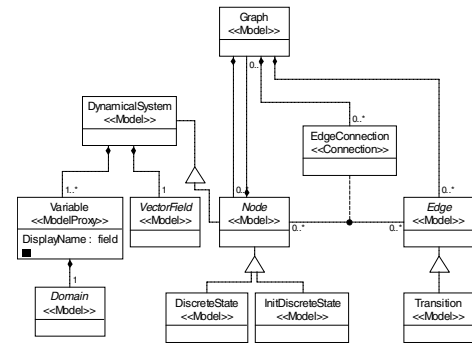 Graph
<<Model>>
0..
DynamicalSystem
<<Model>>
0..*
0..*
EdgeConnection
<<Connection>>
1..*
1
0..
Variable
<<ModelProxy>>
DisplayName : field
VectorField
<<Model>>
Node
<<Model>>
0..*
0..*
Edge
<<Model>>
1
Domain
<<Model>>
DiscreteState
<<Model>>
InitDiscreteState
<<Model>>
Transition
<<Model>>